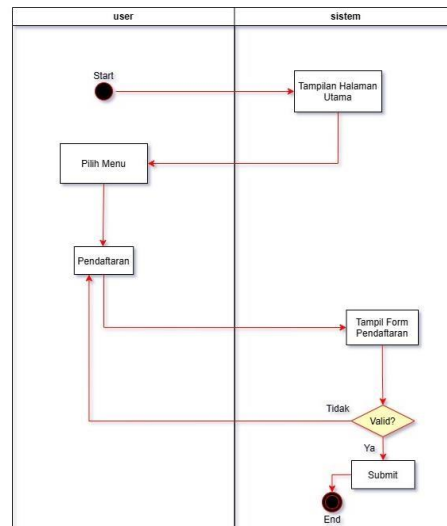 user
sistem
Start
Tampilan Halaman
Utama
Pilih Menu
Pendaftaran
Tampil Form
Pendaftaran
Tidak
Valid?
Ya
Submit
End